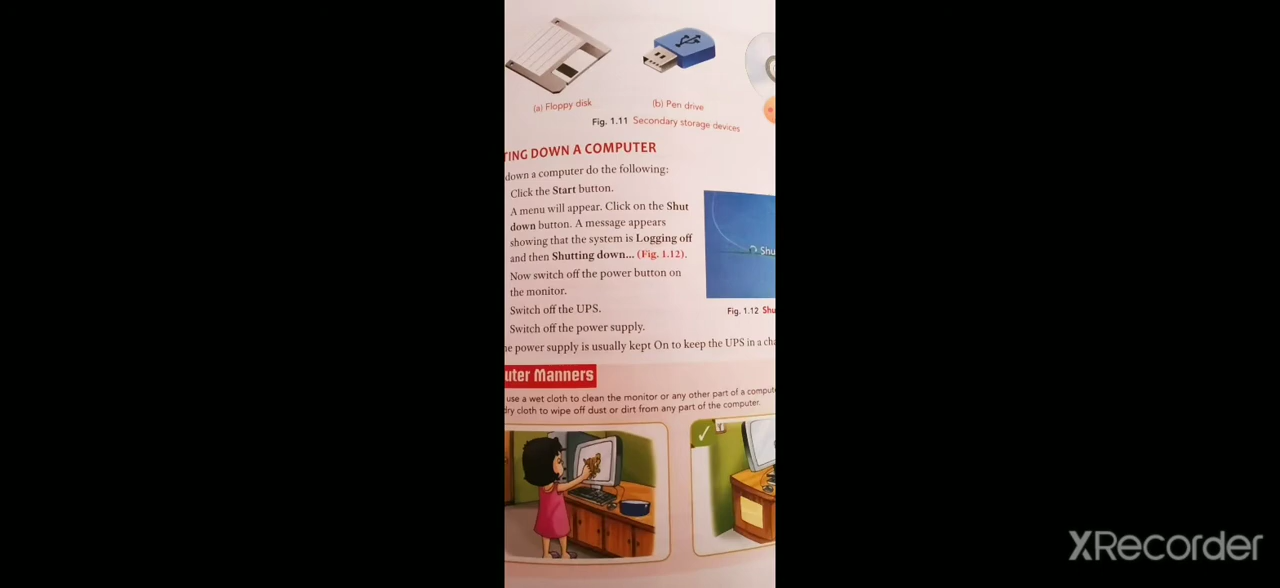 (a) Floppy disk
(b) Pen drive
Fig. 1.11 Secondary storage devices
TING DOWN A COMPUTER
down a computer do the following:
Click the Start button.
A menu will appear. Click on the Shut
down button. A message appears
showing that the system is Logging off
and then Shutting down... (Fig. 1.12).
Now switch off the power button on
the monitor.
Switch off the UPS.
Switch off the power supply.
Shu
Fig. 1.12 Shu
he power supply is usually kept On to keep the UPS in a cha
uter Manners
use a wet cloth to clean the monitor or any other part of a compute
dry cloth to wipe off dust or dirt from any part of the computer.
XRecorder